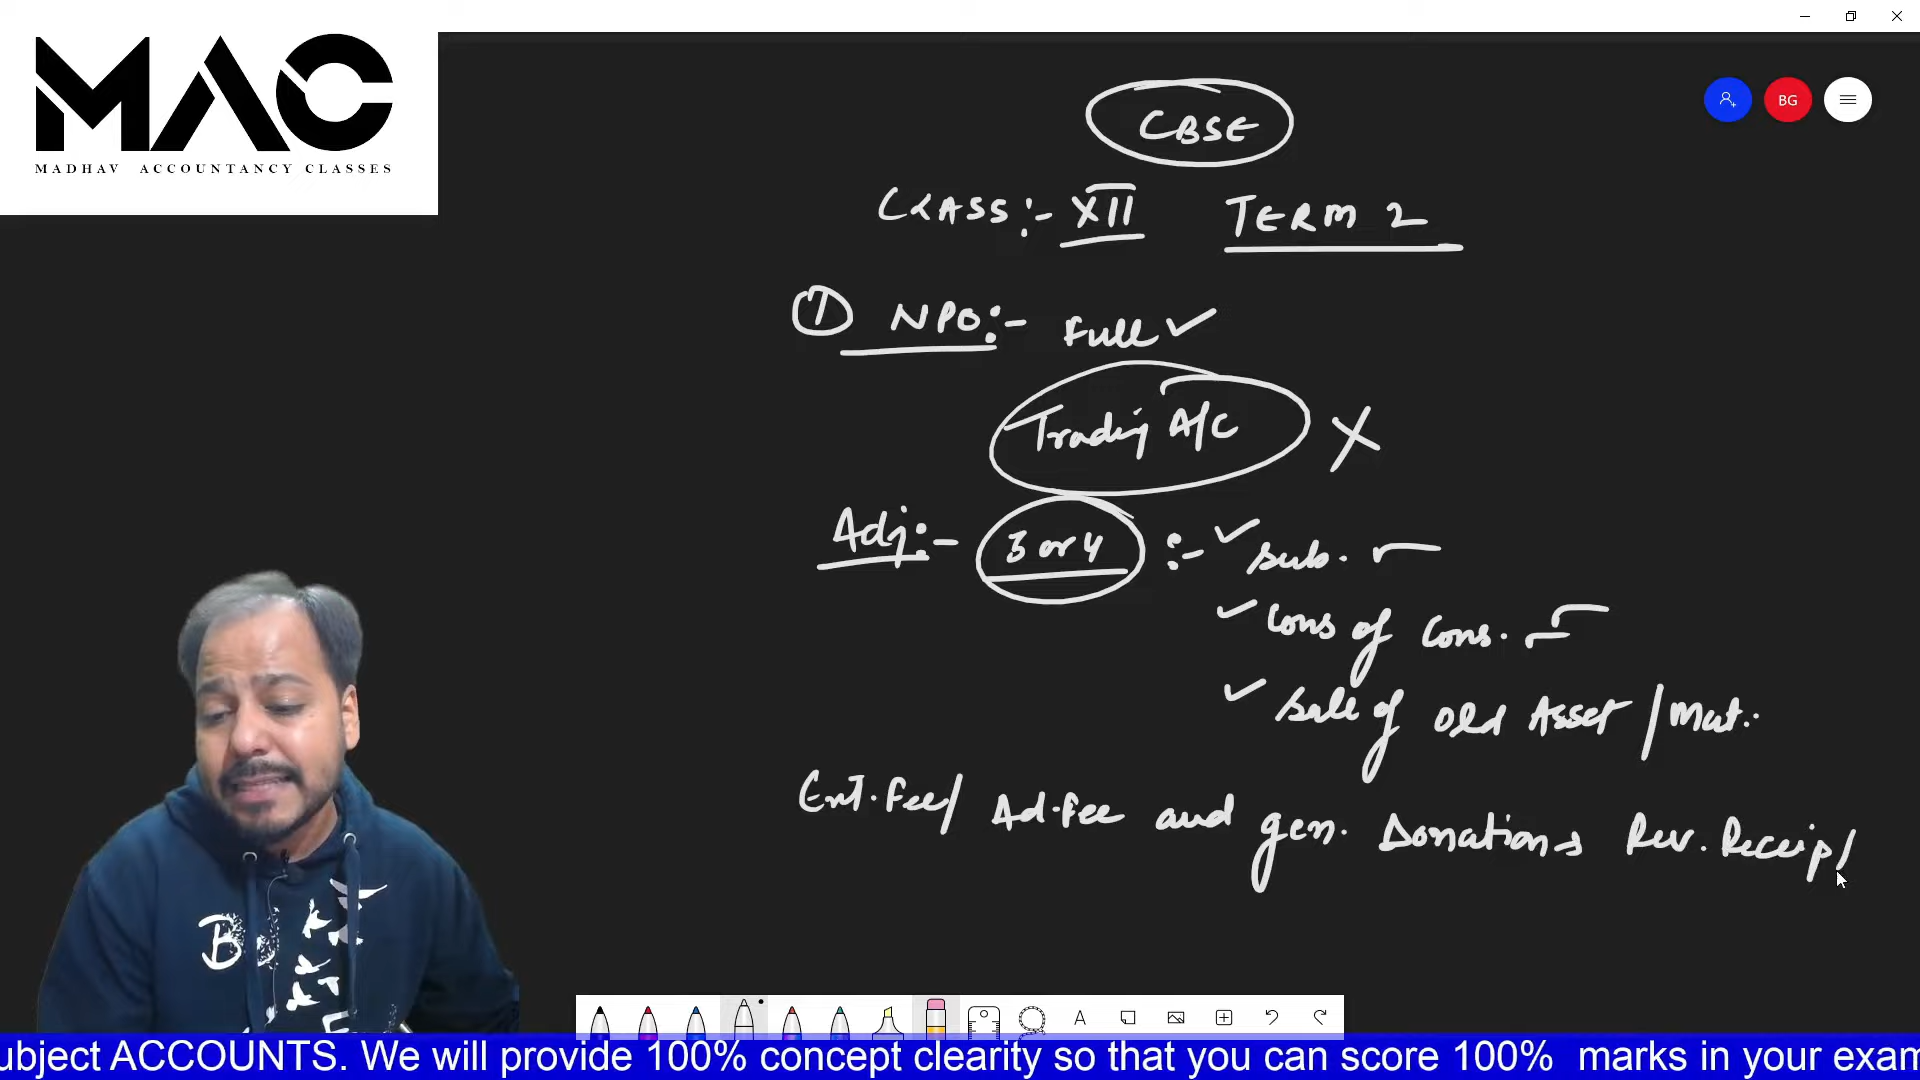 MAC
MADHAV ACCOUNTANCY CLASSES
BG
CBSE
CLASS:- XII TERM 2
① NPO:- Full ✓
Trading A/C X
Adj:- 3 or 4 :- ✓ Sub.
✓ Cons of Cons.
✓ Sale of Old Asset / Mat..
Ent. Fee/ Ad. Fee and gen. Donations Rev. Receipt
A
ubject ACCOUNTS. We will provide 100% concept clearity so that you can score 100% marks in your exam